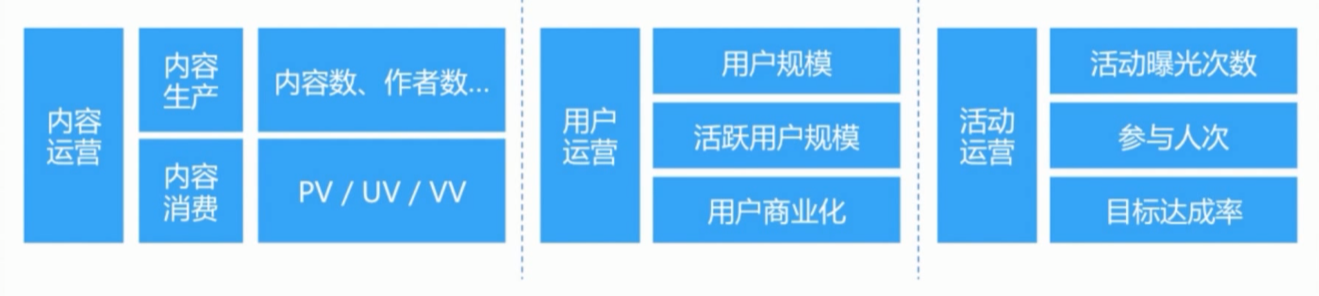 内容
运营
内容
生产
内容数、作者数...
内容
消费
PV / UV / VV
用户
运营
用户规模
活跃用户规模
用户商业化
活动
运营
活动曝光次数
参与人次
目标达成率